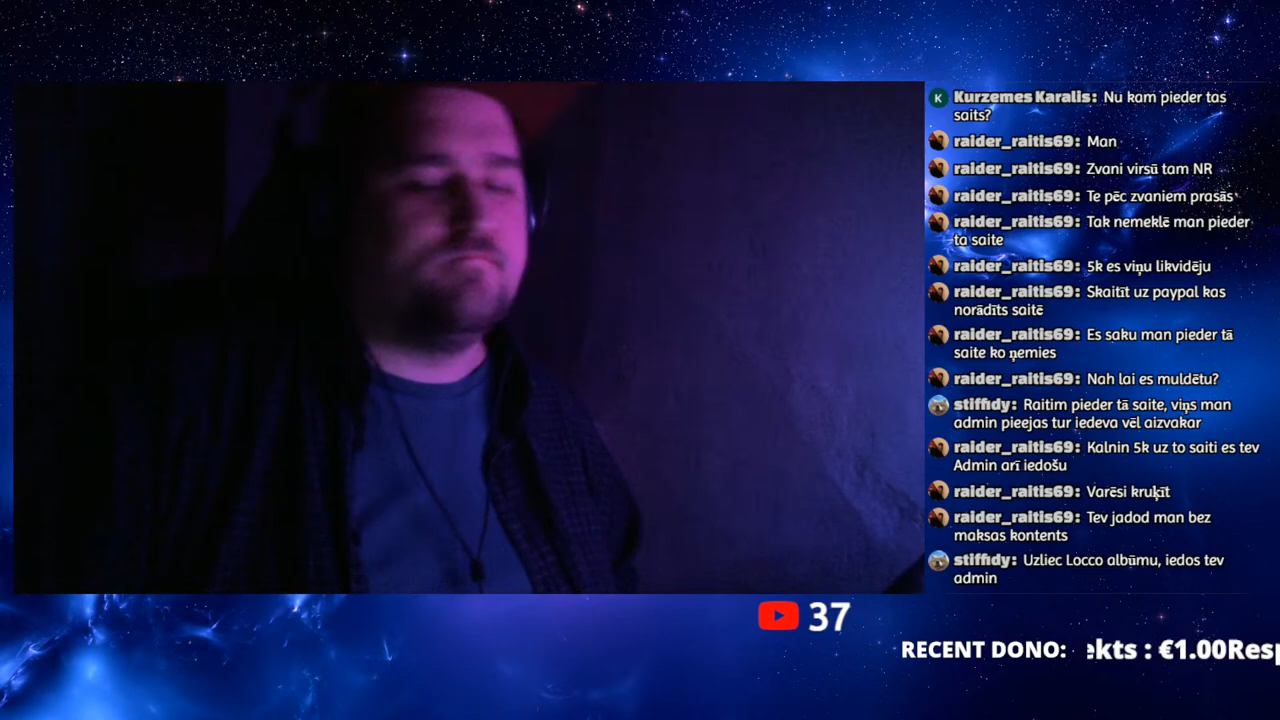 Kurzemes Karalis: Nu kam pieder tas
saits?
raider_raitis69: Man
raider_raitis69: Zvani virsū tam NR
raider_raitis69: Te pēc zvaniem prasās
raider_raitis69: Tak nemeklē man pieder
ta saite
raider_raitis69: 5k es viņu likvidēju
raider_raitis69: Skaitīt uz paypal kas
norādīts saitē
raider_raitis69: Es saku man pieder tā
saite ko ņemies
raider_raitis69: Nah lai es muldētu?
stiffidy: Raitim pieder tā saite, viņs man
admin pieejas tur iedeva vēl aizvakar
raider_raitis69: Kalnin 5k uz to saiti es tev
Admin arī iedošu
raider_raitis69: Varēsi kruķīt
raider_raitis69: Tev jadod man bez
maksas kontents
stiffidy: Uzliec Locco albūmu, iedos tev
admin
37
RECENT DONO: ekts : €1.00Resp
K